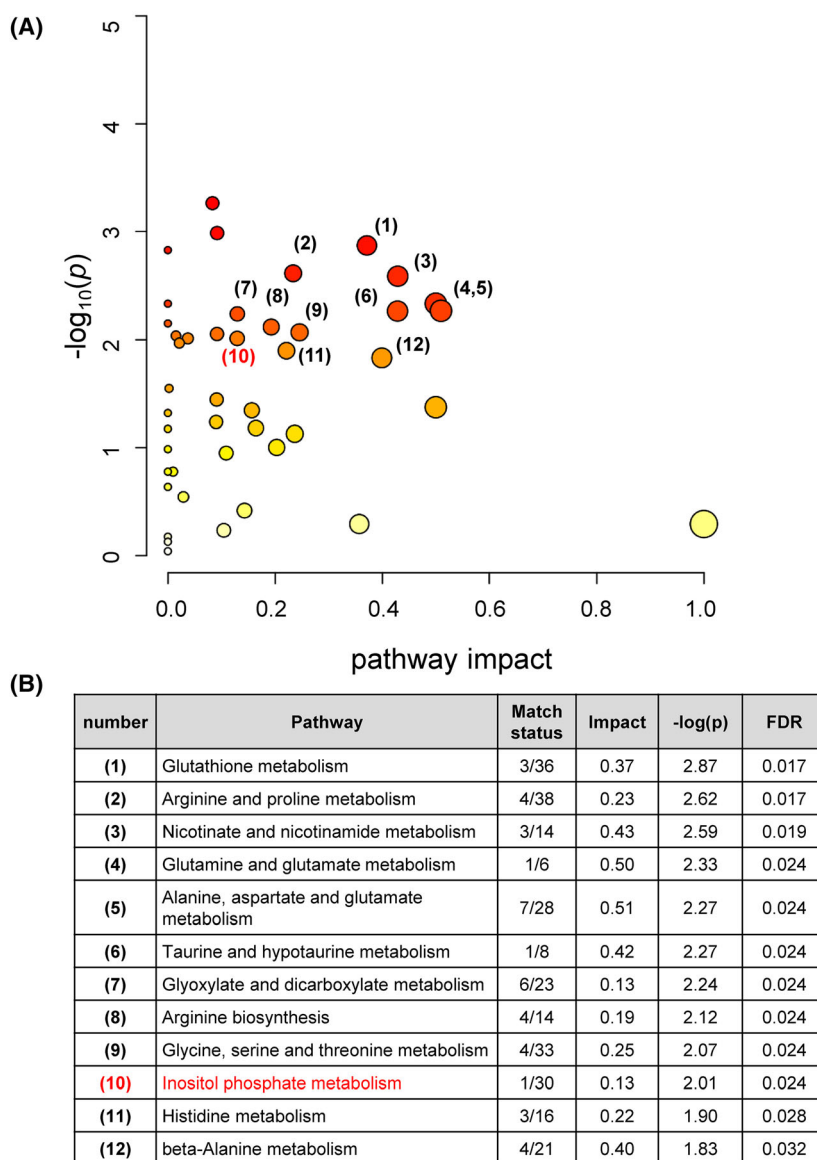 (A)
5
4
3
2
1
0
-log10(p)
(1)
(2)
(3)
(4,5)
(6)
(7)
(8)
(9)
(10)
(11)
(12)
0.0 0.2 0.4 0.6 0.8 1.0
pathway impact
(B)
number Pathway Match status Impact -log(p) FDR
(1) Glutathione metabolism 3/36 0.37 2.87 0.017
(2) Arginine and proline metabolism 4/38 0.23 2.62 0.017
(3) Nicotinate and nicotinamide metabolism 3/14 0.43 2.59 0.019
(4) Glutamine and glutamate metabolism 1/6 0.50 2.33 0.024
(5) Alanine, aspartate and glutamate metabolism 7/28 0.51 2.27 0.024
(6) Taurine and hypotaurine metabolism 1/8 0.42 2.27 0.024
(7) Glyoxylate and dicarboxylate metabolism 6/23 0.13 2.24 0.024
(8) Arginine biosynthesis 4/14 0.19 2.12 0.024
(9) Glycine, serine and threonine metabolism 4/33 0.25 2.07 0.024
(10) Inositol phosphate metabolism 1/30 0.13 2.01 0.024
(11) Histidine metabolism 3/16 0.22 1.90 0.028
(12) beta-Alanine metabolism 4/21 0.40 1.83 0.032